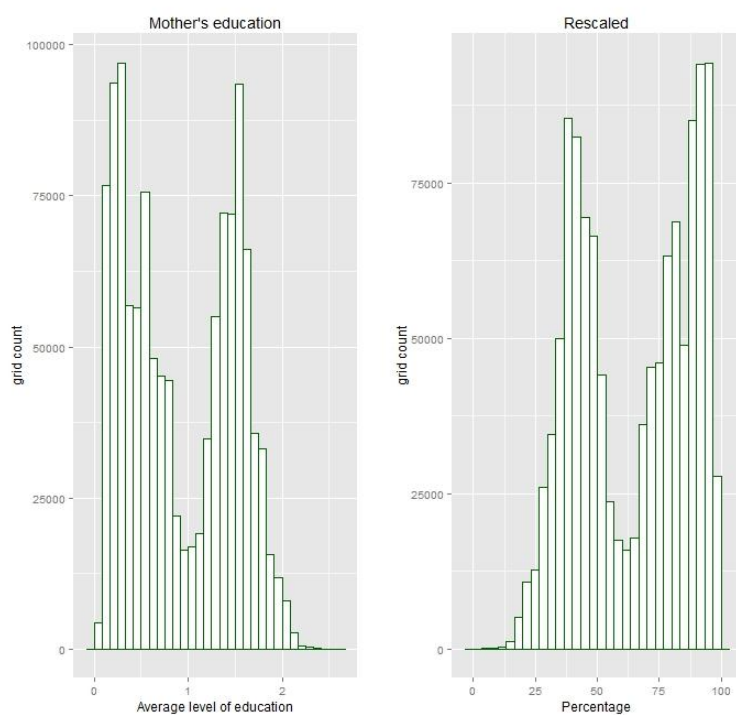 Mother's education
100000
75000
50000
25000
0
grid count
0 1 2
Average level of education
Rescaled
75000
50000
25000
0
grid count
0 25 50 75 100
Percentage